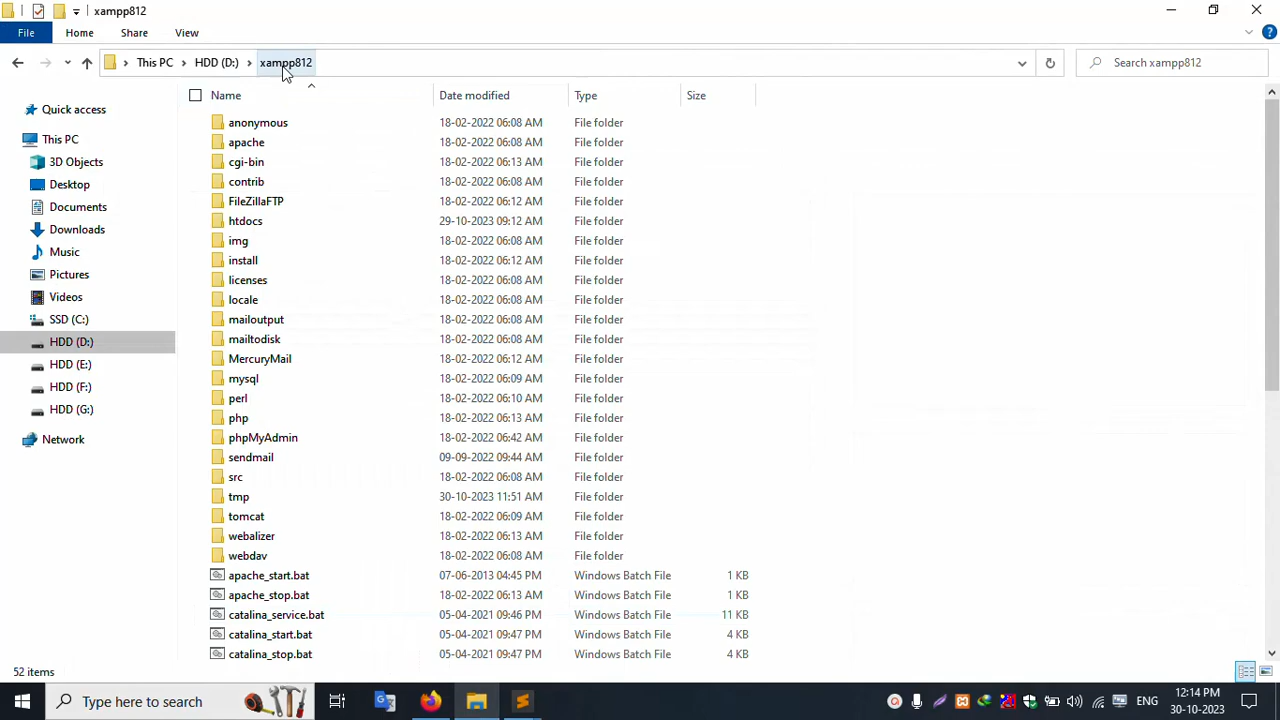 xampp812
File Home Share View
This PC HDD (D:) xampp812 Search xampp812
Name Date modified Type Size
Quick access
This PC
3D Objects
Desktop
Documents
Downloads
Music
Pictures
Videos
SSD (C:)
HDD (D:)
HDD (E:)
HDD (F:)
HDD (G:)
Network
anonymous 18-02-2022 06:08 AM File folder
apache 18-02-2022 06:08 AM File folder
cgi-bin 18-02-2022 06:13 AM File folder
contrib 18-02-2022 06:08 AM File folder
FileZillaFTP 18-02-2022 06:12 AM File folder
htdocs 29-10-2023 09:12 AM File folder
img 18-02-2022 06:08 AM File folder
install 18-02-2022 06:12 AM File folder
licenses 18-02-2022 06:08 AM File folder
locale 18-02-2022 06:08 AM File folder
mailoutput 18-02-2022 06:08 AM File folder
mailtodisk 18-02-2022 06:08 AM File folder
MercuryMail 18-02-2022 06:12 AM File folder
mysql 18-02-2022 06:09 AM File folder
perl 18-02-2022 06:10 AM File folder
php 18-02-2022 06:13 AM File folder
phpMyAdmin 18-02-2022 06:42 AM File folder
sendmail 09-09-2022 09:44 AM File folder
src 18-02-2022 06:08 AM File folder
tmp 30-10-2023 11:51 AM File folder
tomcat 18-02-2022 06:09 AM File folder
webalizer 18-02-2022 06:13 AM File folder
webdav 18-02-2022 06:08 AM File folder
apache_start.bat 07-06-2013 04:45 PM Windows Batch File 1 KB
apache_stop.bat 18-02-2022 06:13 AM Windows Batch File 1 KB
catalina_service.bat 05-04-2021 09:46 PM Windows Batch File 11 KB
catalina_start.bat 05-04-2021 09:47 PM Windows Batch File 4 KB
catalina_stop.bat 05-04-2021 09:47 PM Windows Batch File 4 KB
52 items
Type here to search
ENG
12:14 PM
30-10-2023